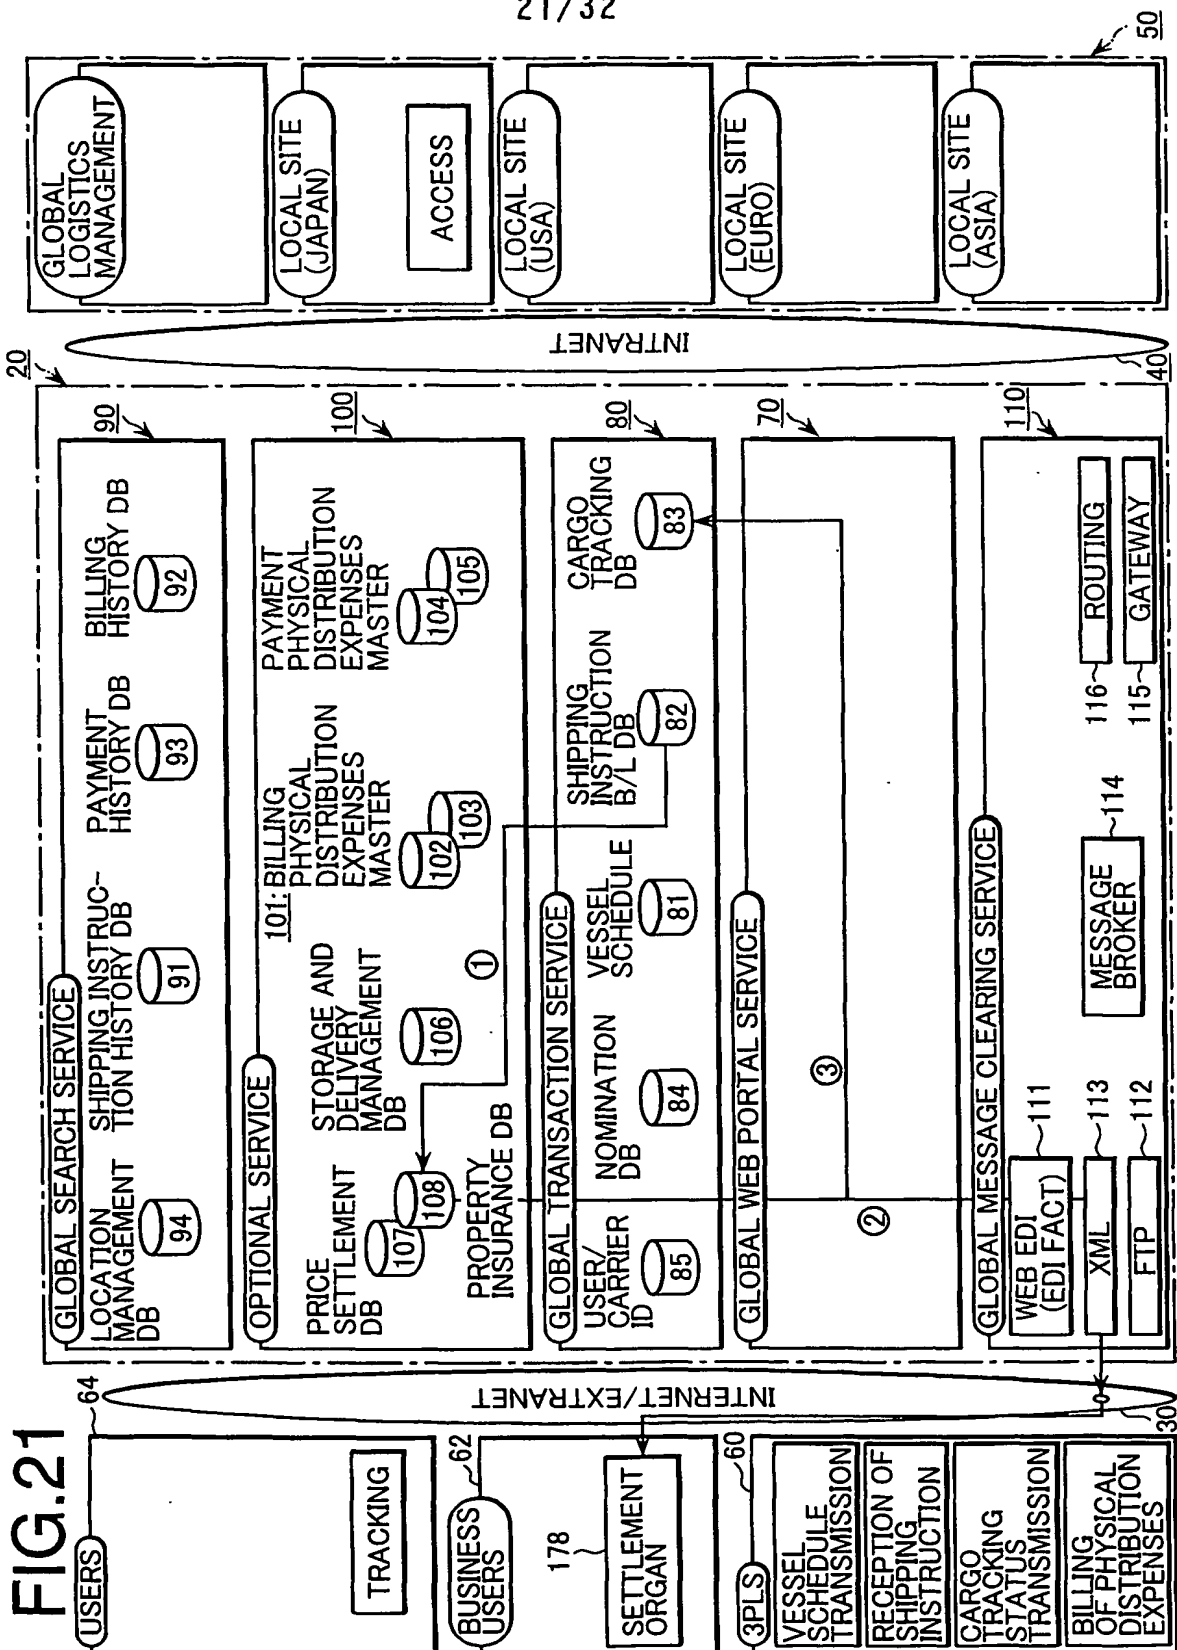 21/32
FIG.21
USERS
64
TRACKING
BUSINESS
USERS
62
178
SETTLEMENT
ORGAN
3PLS
60
VESSEL
SCHEDULE
TRANSMISSION
RECEPTION OF
SHIPPING
INSTRUCTION
CARGO
TRACKING
STATUS
TRANSMISSION
BILLING
OF PHYSICAL
DISTRIBUTION
EXPENSES
INTERNET/EXTRANET
30
20
GLOBAL SEARCH SERVICE
90
LOCATION
MANAGEMENT
DB
94
SHIPPING INSTRUC-
TION HISTORY DB
91
PAYMENT
HISTORY DB
93
BILLING
HISTORY DB
92
OPTIONAL SERVICE
100
PRICE
SETTLEMENT
DB
107
108
PROPERTY
INSURANCE DB
STORAGE AND
DELIVERY
MANAGEMENT
DB
106
101: BILLING
PHYSICAL
DISTRIBUTION
EXPENSES
MASTER
102
103
PAYMENT
PHYSICAL
DISTRIBUTION
EXPENSES
MASTER
104
105
①
GLOBAL TRANSACTION SERVICE
80
USER/
CARRIER
ID
85
NOMINATION
DB
84
VESSEL
SCHEDULE
81
SHIPPING
INSTRUCTION
B/L DB
82
CARGO
TRACKING
DB
83
GLOBAL WEB PORTAL SERVICE
70
②
③
GLOBAL MESSAGE CLEARING SERVICE
110
WEB EDI
(EDI FACT)
111
XML
113
FTP
112
MESSAGE
BROKER
114
116
ROUTING
115
GATEWAY
INTRANET
40
50
GLOBAL
LOGISTICS
MANAGEMENT
LOCAL SITE
(JAPAN)
ACCESS
LOCAL SITE
(USA)
LOCAL SITE
(EURO)
LOCAL SITE
(ASIA)